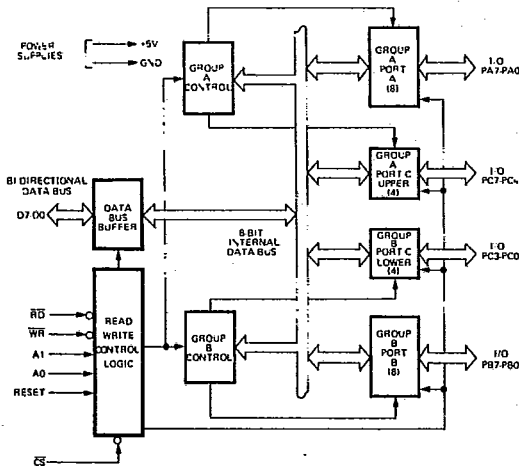 POWER
SUPPLIES
+5V
GND
GROUP
A
CONTROL
GROUP
A
PORT
A
(8)
I/O
PA7-PA0
GROUP
A
PORT C
UPPER
(4)
I/O
PC7-PC4
BI DIRECTIONAL
DATA BUS
D7-D0
DATA
BUS
BUFFER
8-BIT
INTERNAL
DATA BUS
GROUP
B
PORT C
LOWER
(4)
I/O
PC3-PC0
RD
WR
A1
A0
RESET
READ
WRITE
CONTROL
LOGIC
GROUP
B
CONTROL
GROUP
B
PORT
B
(8)
I/O
PB7-PB0
CS